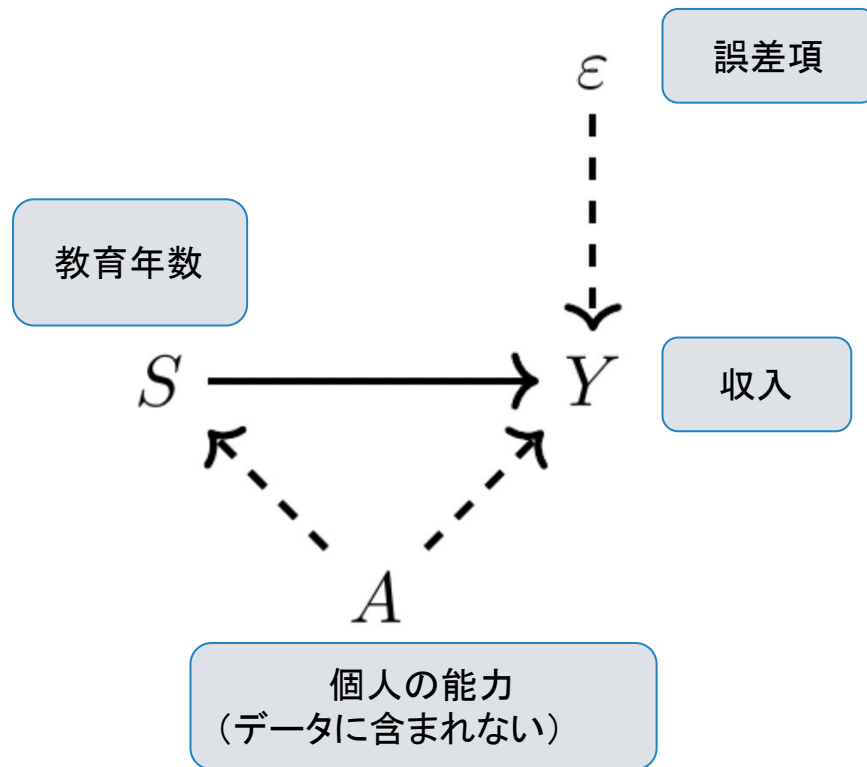 誤差項
ε
教育年数
S
Y
収入
A
個人の能力
（データに含まれない）